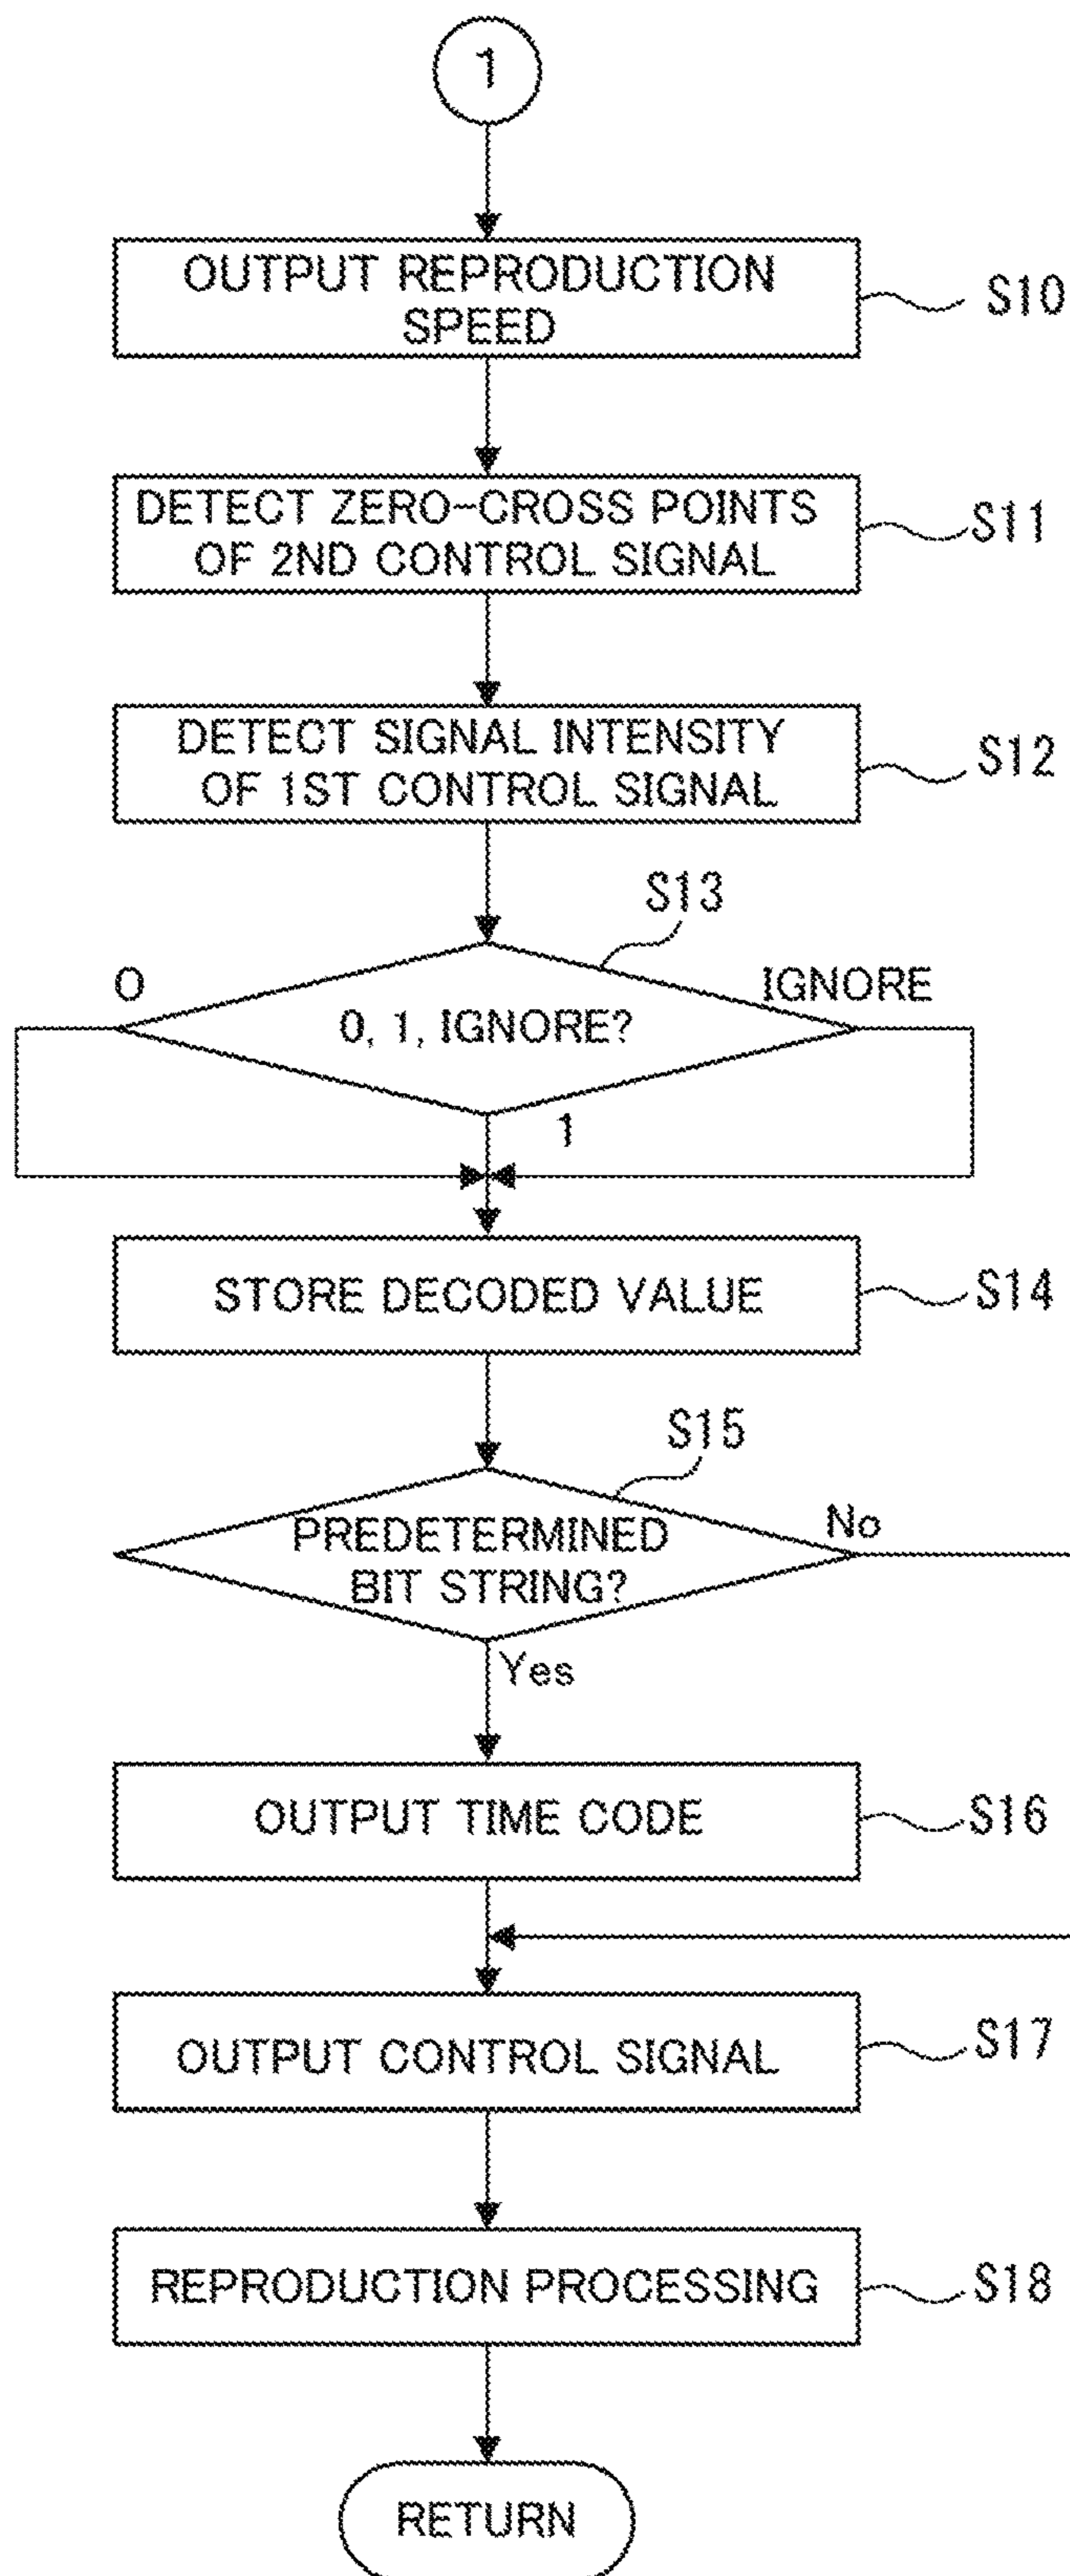 1
OUTPUT REPRODUCTION
SPEED
S10
DETECT ZERO-CROSS POINTS
OF 2ND CONTROL SIGNAL
S11
DETECT SIGNAL INTENSITY
OF 1ST CONTROL SIGNAL
S12
S13
0
IGNORE
0, 1, IGNORE?
1
STORE DECODED VALUE
S14
S15
PREDETERMINED
BIT STRING?
No
Yes
OUTPUT TIME CODE
S16
OUTPUT CONTROL SIGNAL
S17
REPRODUCTION PROCESSING
S18
RETURN